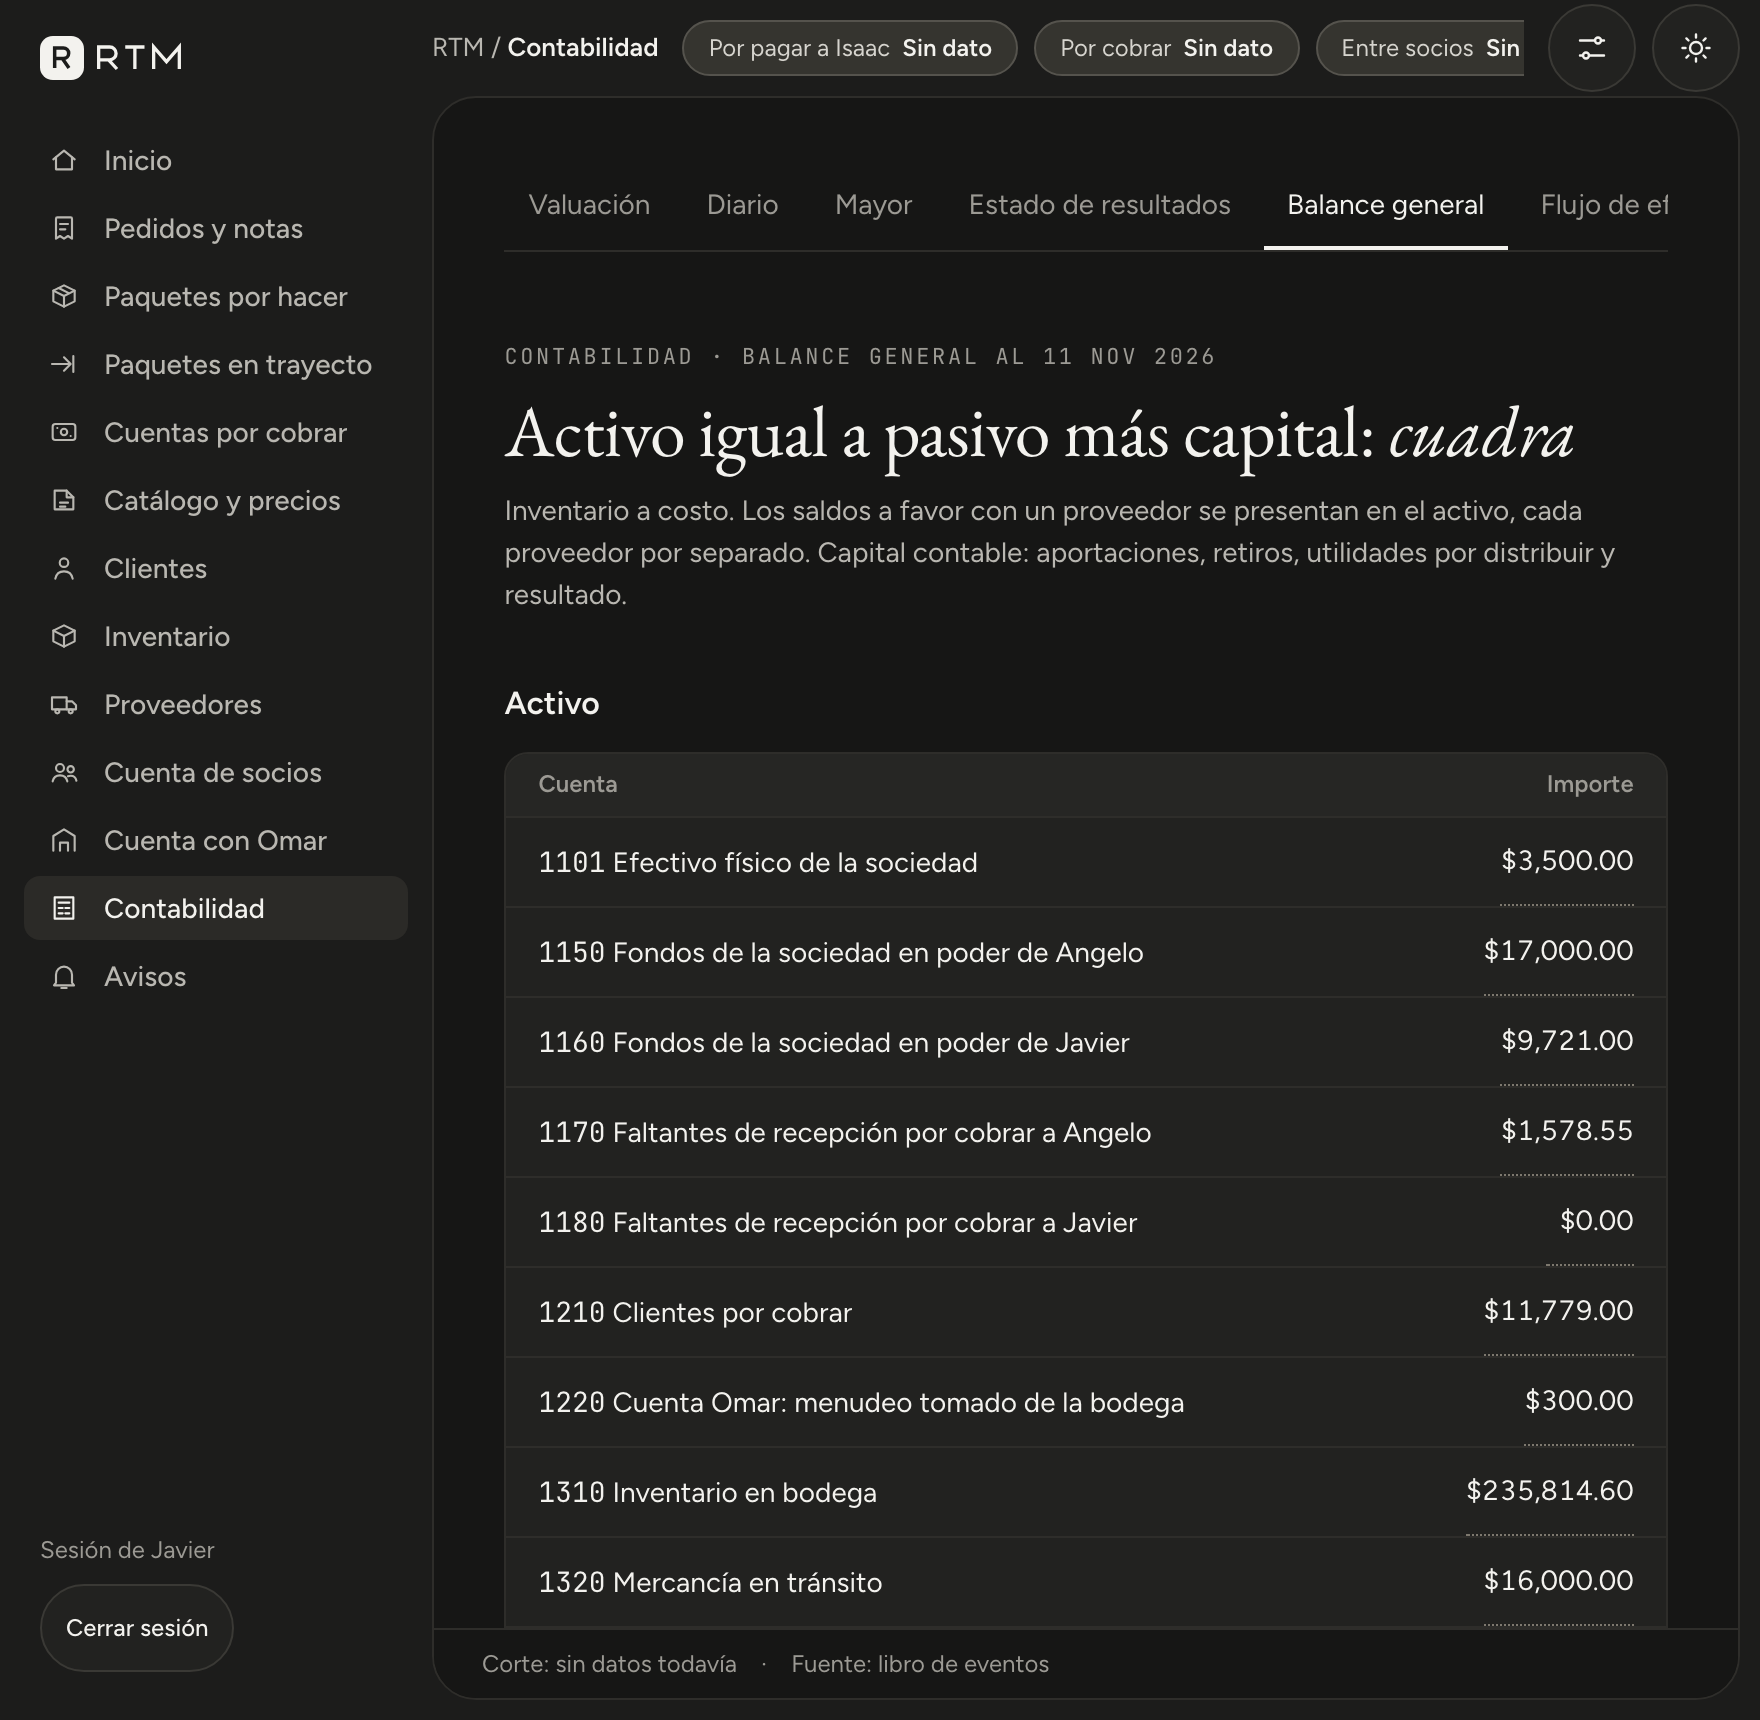 R RTM
Inicio
Pedidos y notas
Paquetes por hacer
Paquetes en trayecto
Cuentas por cobrar
Catálogo y precios
Clientes
Inventario
Proveedores
Cuenta de socios
Cuenta con Omar
Contabilidad
Avisos
Sesión de Javier
Cerrar sesión
RTM / Contabilidad
Por pagar a Isaac Sin dato
Por cobrar Sin dato
Entre socios Sin
Valuación Diario Mayor Estado de resultados Balance general Flujo de ef
CONTABILIDAD · BALANCE GENERAL AL 11 NOV 2026
Activo igual a pasivo más capital: cuadra
Inventario a costo. Los saldos a favor con un proveedor se presentan en el activo, cada
proveedor por separado. Capital contable: aportaciones, retiros, utilidades por distribuir y
resultado.
Activo
Cuenta Importe
1101 Efectivo físico de la sociedad $3,500.00
1150 Fondos de la sociedad en poder de Angelo $17,000.00
1160 Fondos de la sociedad en poder de Javier $9,721.00
1170 Faltantes de recepción por cobrar a Angelo $1,578.55
1180 Faltantes de recepción por cobrar a Javier $0.00
1210 Clientes por cobrar $11,779.00
1220 Cuenta Omar: menudeo tomado de la bodega $300.00
1310 Inventario en bodega $235,814.60
1320 Mercancía en tránsito $16,000.00
Corte: sin datos todavía · Fuente: libro de eventos